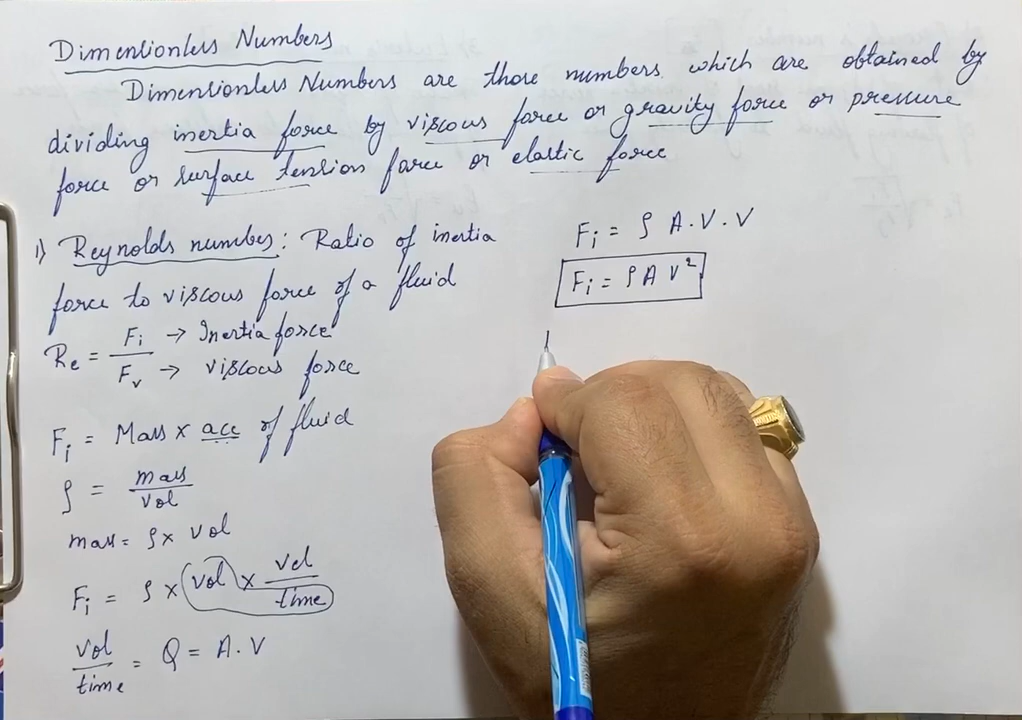 Dimensionless Numbers
Dimensionless Numbers are those numbers which are obtained by
dividing inertia force by viscous force or gravity force or pressure
force or surface tension force or elastic force
1) Reynolds number: Ratio of inertia
force to viscous force of a fluid
Re = Fi → Inertia force
Fv → viscous force
Fi = Mass × acc of fluid
ρ = mass
vol
mass = ρ × vol
Fi = ρ × vol × vel
time
vol = Q = A.V
time
Fi = ρ A.V.V
Fi = ρ A V²